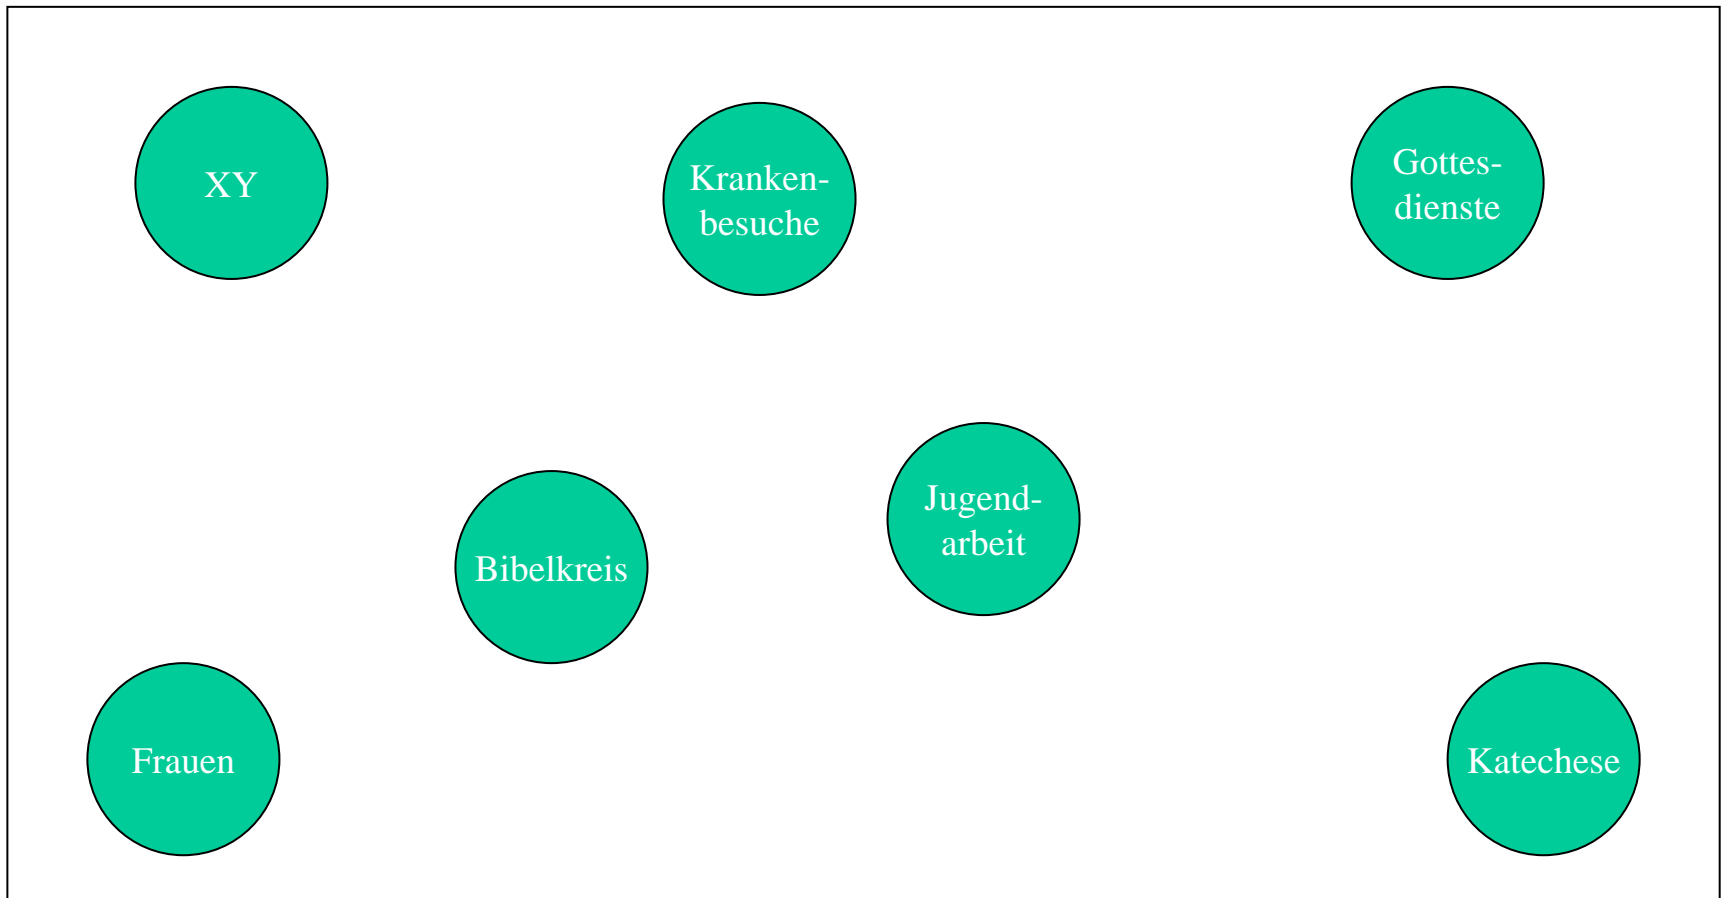 XY
Kranken-
besuche
Gottes-
dienste
Jugend-
arbeit
Bibelkreis
Frauen
Katechese